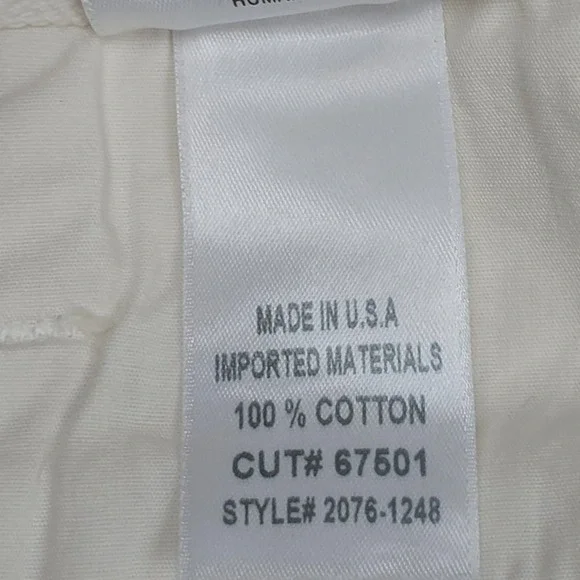 MADE IN U.S.A
IMPORTED MATERIALS
100 % COTTON
CUT# 67501
STYLE# 2076-1248